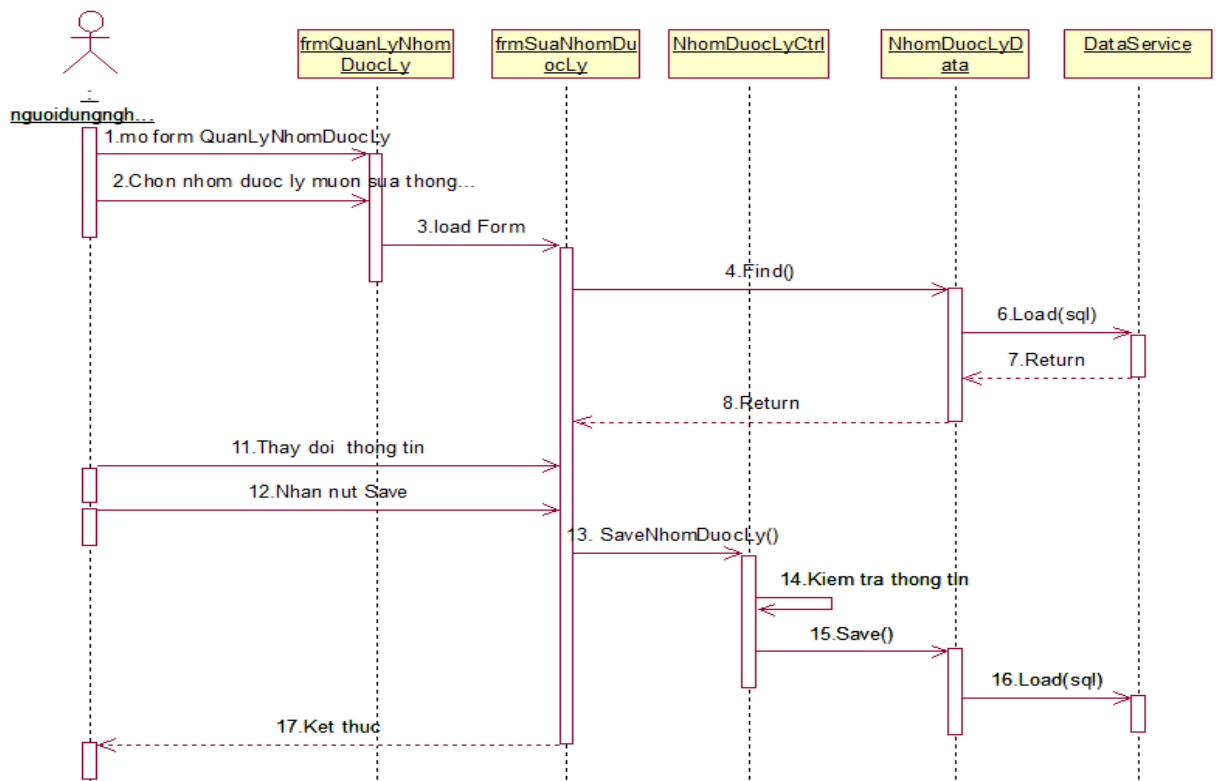 frmQuanLyNhom
DuocLy
frmSuaNhomDu
ocLy
NhomDuocLyCtrl
NhomDuocLyD
ata
DataService
:
nguoidungngh...
1.mo form QuanLyNhomDuocLy
2.Chon nhom duoc ly muon sua thong...
3.load Form
4.Find()
6.Load(sql)
7.Return
8.Return
11.Thay doi thong tin
12.Nhan nut Save
13. SaveNhomDuocLy()
14.Kiem tra thong tin
15.Save()
16.Load(sql)
17.Ket thuc